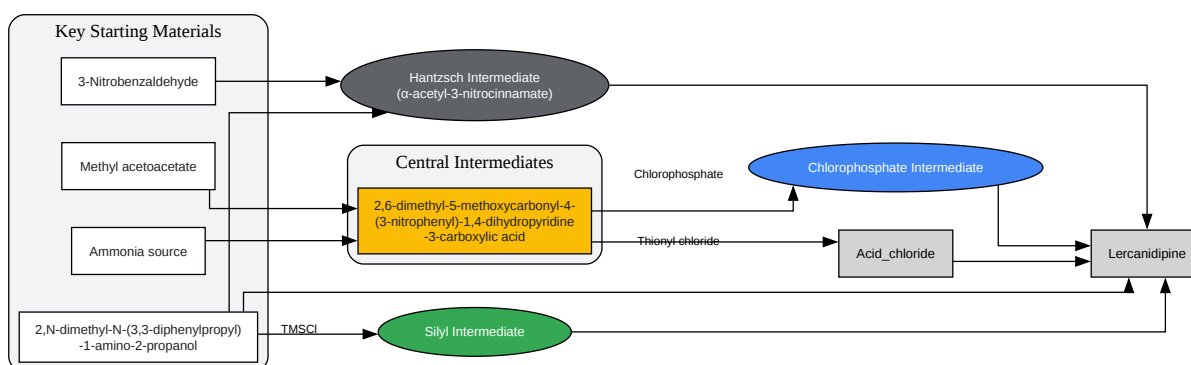 Key Starting Materials
3-Nitrobenzaldehyde
Hantzsch Intermediate
(α-acetyl-3-nitrocinnamate)
Methyl acetoacetate
Central Intermediates
Chlorophosphate
Chlorophosphate Intermediate
2,6-dimethyl-5-methoxycarbonyl-4-
(3-nitrophenyl)-1,4-dihydropyridine
-3-carboxylic acid
Ammonia source
Thionyl chloride
Acid_chloride
Lercanidipine
2,N-dimethyl-N-(3,3-diphenylpropyl)
-1-amino-2-propanol
TMSCl
Silyl Intermediate